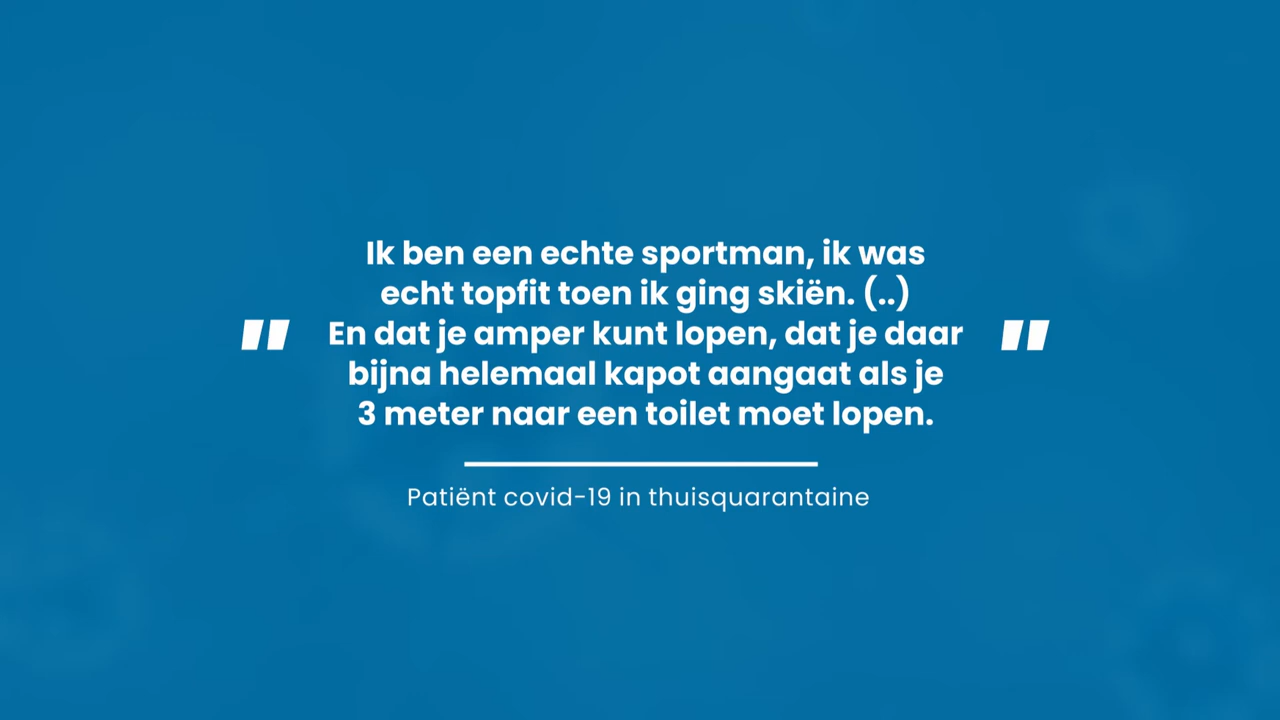 Ik ben een echte sportman, ik was
echt topfit toen ik ging skiën. (..)
" En dat je amper kunt lopen, dat je daar "
bijna helemaal kapot aangaat als je
3 meter naar een toilet moet lopen.
Patiënt covid-19 in thuisquarantaine